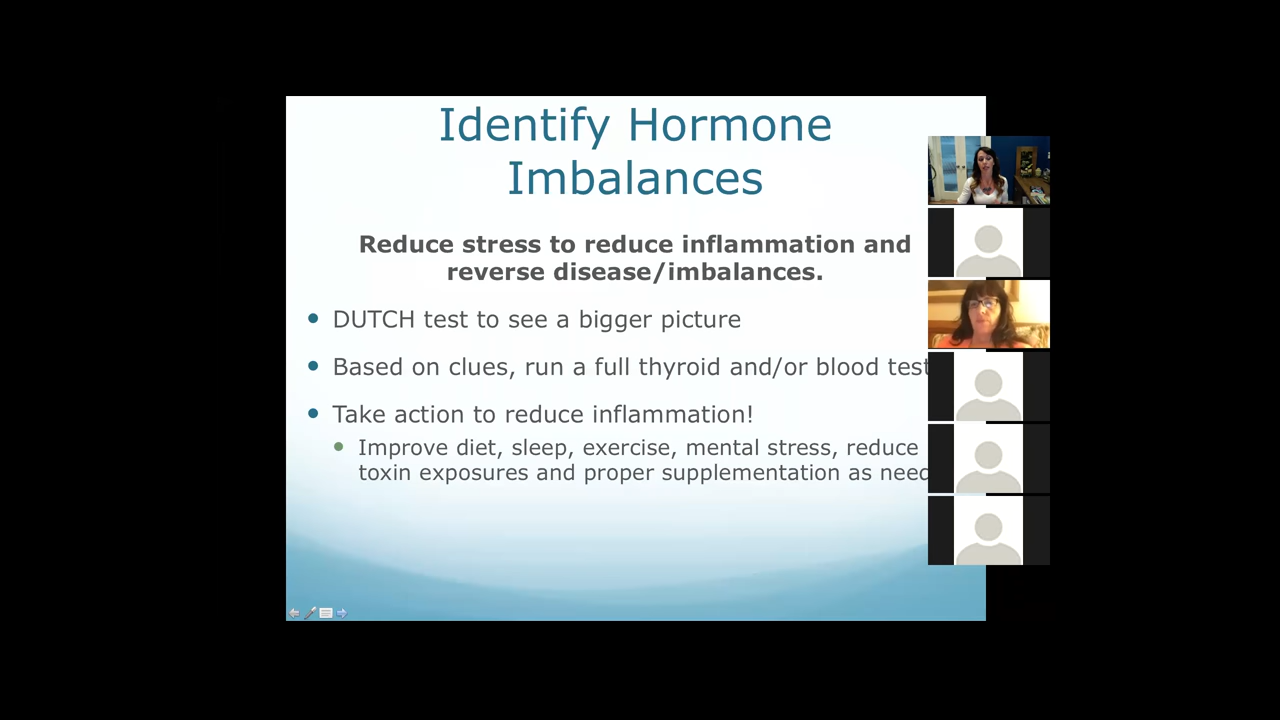 Identify Hormone
Imbalances
Reduce stress to reduce inflammation and
reverse disease/imbalances.
DUTCH test to see a bigger picture
Based on clues, run a full thyroid and/or blood test
Take action to reduce inflammation!
Improve diet, sleep, exercise, mental stress, reduce
toxin exposures and proper supplementation as